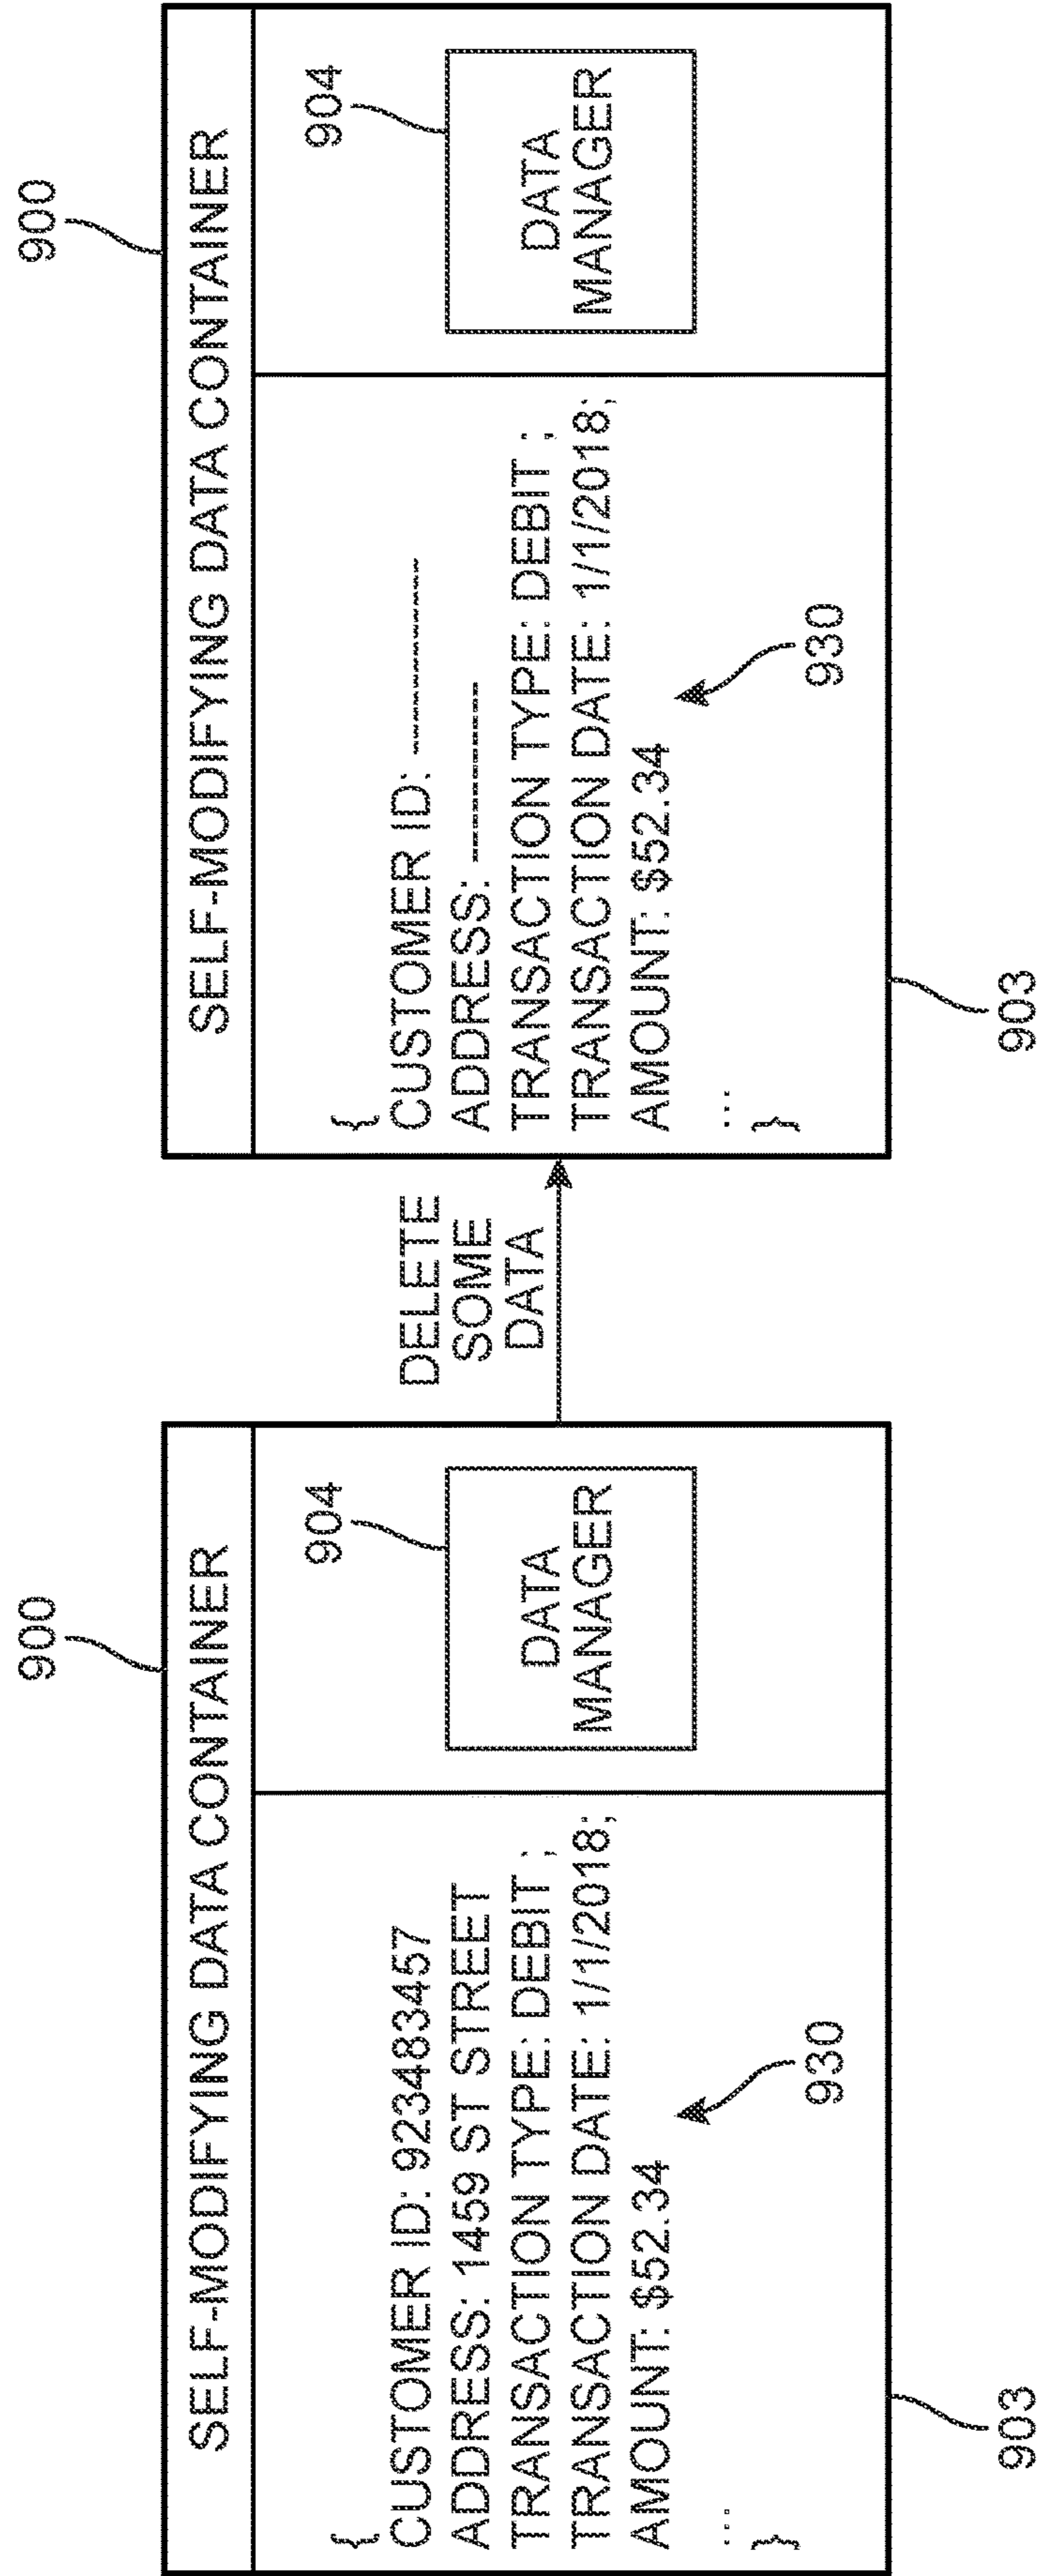 900
SELF-MODIFYING DATA CONTAINER
{
CUSTOMER ID: 923483457
ADDRESS: 1459 ST STREET
TRANSACTION TYPE: DEBIT ;
TRANSACTION DATE: 1/1/2018;
AMOUNT: $52.34
...
}
930
904
DATA
MANAGER
903
DELETE
SOME
DATA
900
SELF-MODIFYING DATA CONTAINER
{
CUSTOMER ID: ------------
ADDRESS: ------------
TRANSACTION TYPE: DEBIT ;
TRANSACTION DATE: 1/1/2018;
AMOUNT: $52.34
...
}
930
904
DATA
MANAGER
903